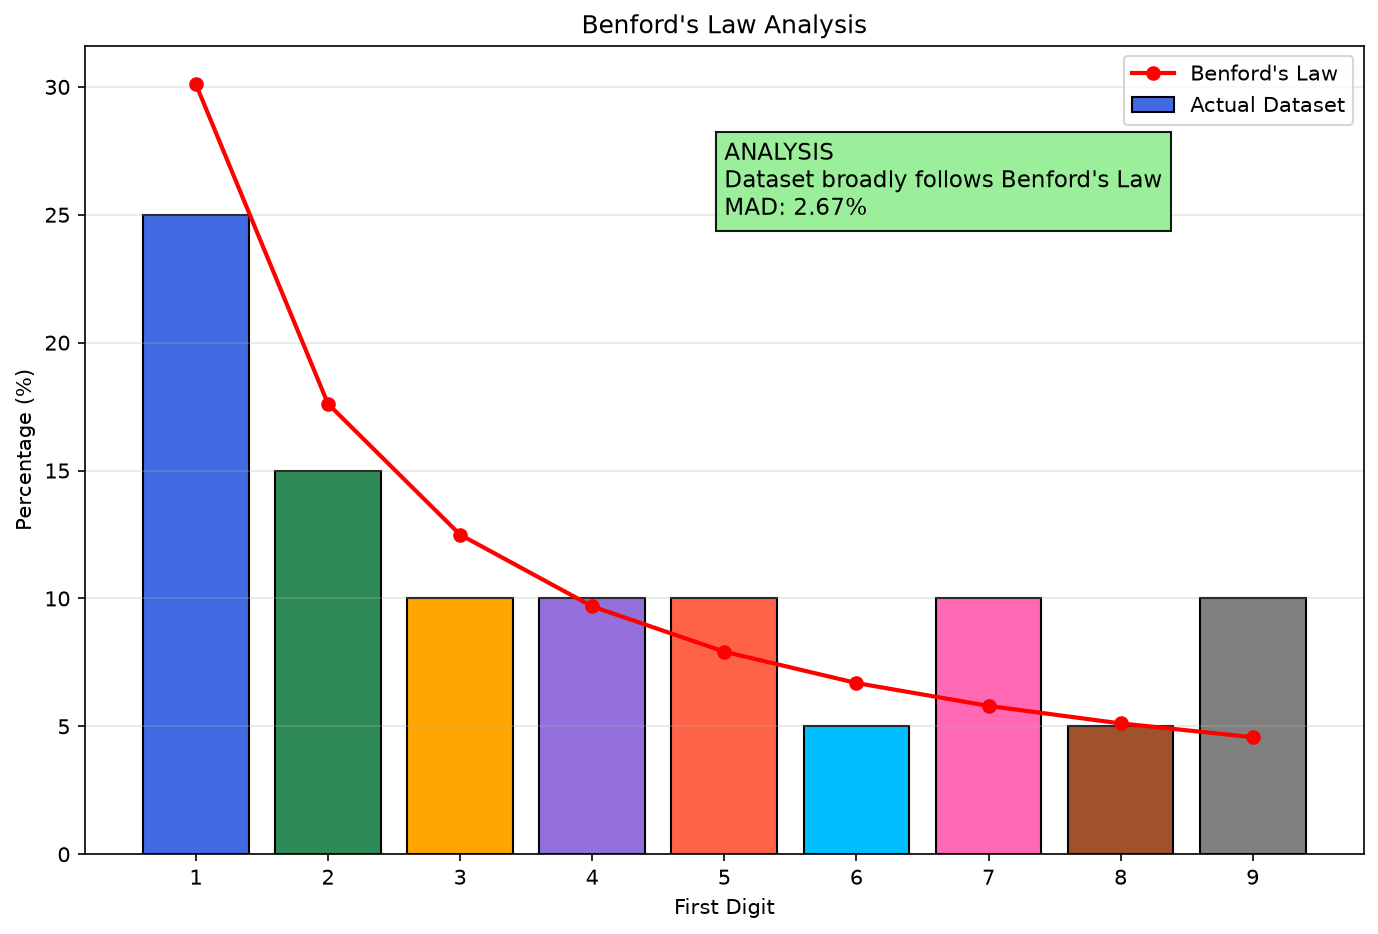 Benford's Law Analysis
Benford's Law
Actual Dataset
ANALYSIS
Dataset broadly follows Benford's Law
MAD: 2.67%
Percentage (%)
30
25
20
15
10
5
0
1 2 3 4 5 6 7 8 9
First Digit